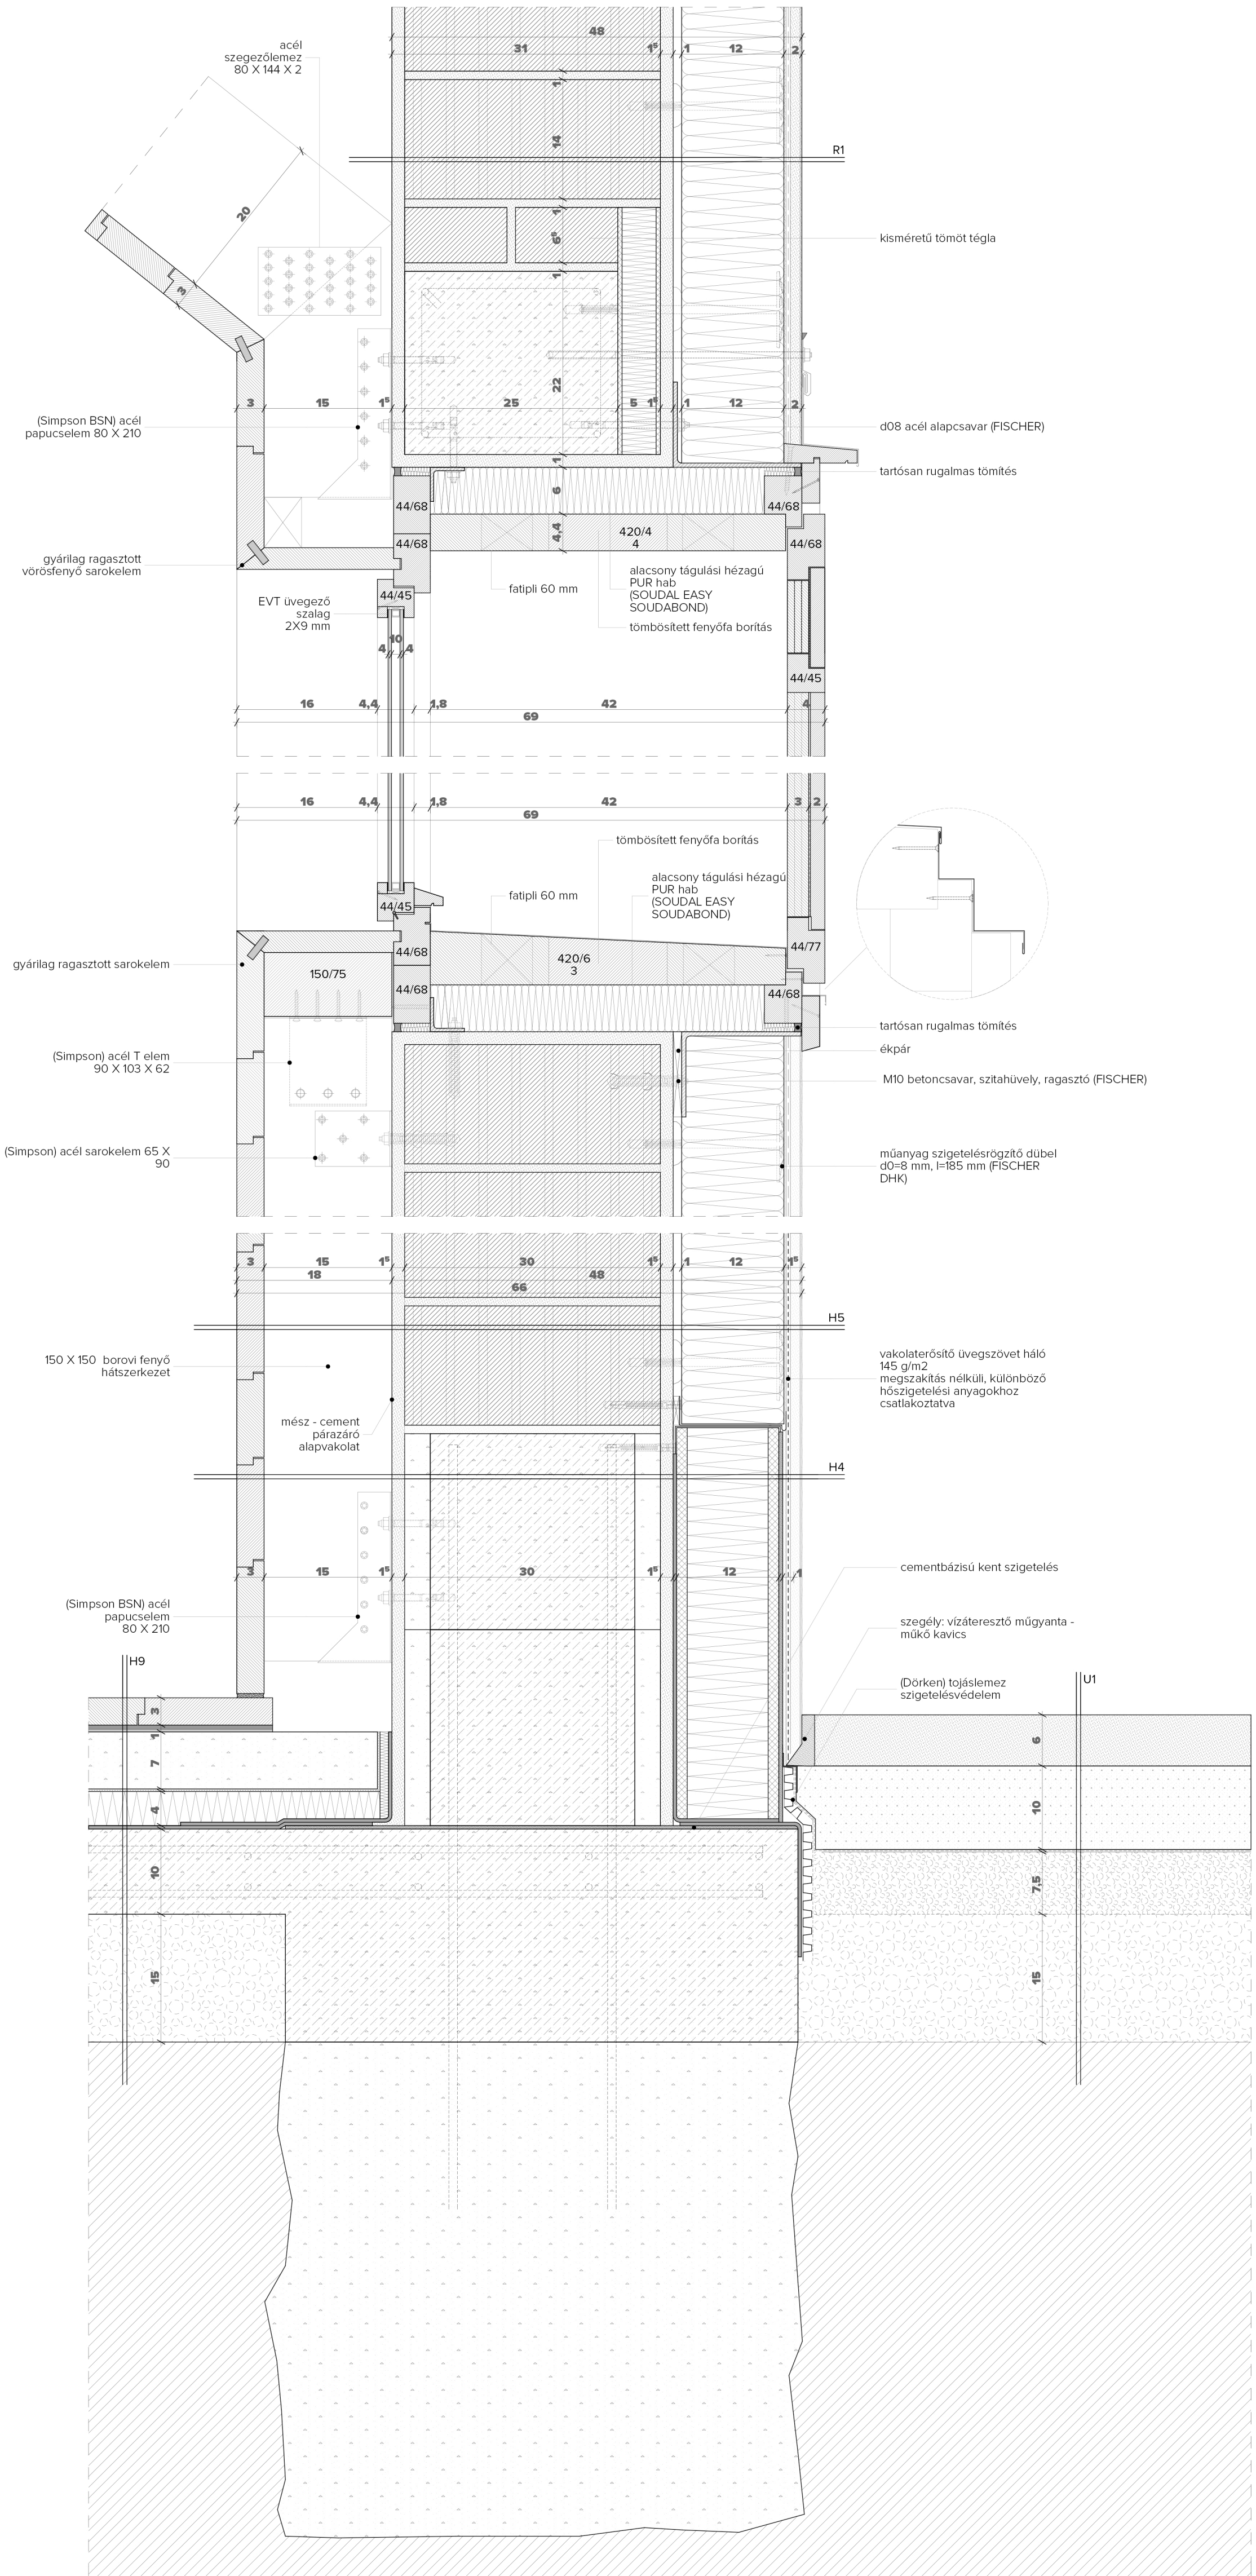 48
31
1⁵
1
12
2
acél
szegezőlemez
80 X 144 X 2
1
14
R1
20
3
1
6⁵
1
kisméretű tömöt tégla
22
3
15
1⁵
25
5
1⁵
1
12
2
(Simpson BSN) acél
papucselem 80 X 210
d08 acél alapcsavar (FISCHER)
1
tartósan rugalmas tömítés
6
44/68
44/68
4,4
420/4
4
44/68
44/68
gyárilag ragasztott
vörösfenyő sarokelem
EVT üvegező
szalag
2X9 mm
44/45
fatipli 60 mm
alacsony tágulási hézagú
PUR hab
(SOUDAL EASY
SOUDABOND)
tömbösített fenyőfa borítás
10
4
4
44/45
16
4,4
1,8
42
4
69
16
4,4
1,8
42
3
2
69
tömbösített fenyőfa borítás
alacsony tágulási hézagú
PUR hab
(SOUDAL EASY
SOUDABOND)
fatipli 60 mm
44/45
44/68
44/77
420/6
3
gyárilag ragasztott sarokelem
150/75
44/68
44/68
tartósan rugalmas tömítés
ékpár
(Simpson) acél T elem
90 X 103 X 62
M10 betoncsavar, szitahüvely, ragasztó (FISCHER)
(Simpson) acél sarokelem 65 X
90
műanyag szigetelésrögzítő dübel
d0=8 mm, l=185 mm (FISCHER
DHK)
3
15
1⁵
30
1⁵
1
12
1⁵
18
48
66
H5
150 X 150  borovi fenyő
hátszerkezet
vakolaterősítő üvegszövet háló
145 g/m2
megszakítás nélküli, különböző
hőszigetelési anyagokhoz
csatlakoztatva
mész - cement
párazáró
alapvakolat
H4
3
15
1⁵
30
1⁵
12
1
cementbázisú kent szigetelés
(Simpson BSN) acél
papucselem
80 X 210
szegély: vízáteresztő műgyanta -
műkő kavics
H9
(Dörken) tojáslemez
szigetelésvédelem
U1
3
1
7
4
10
15
6
10
7,5
15